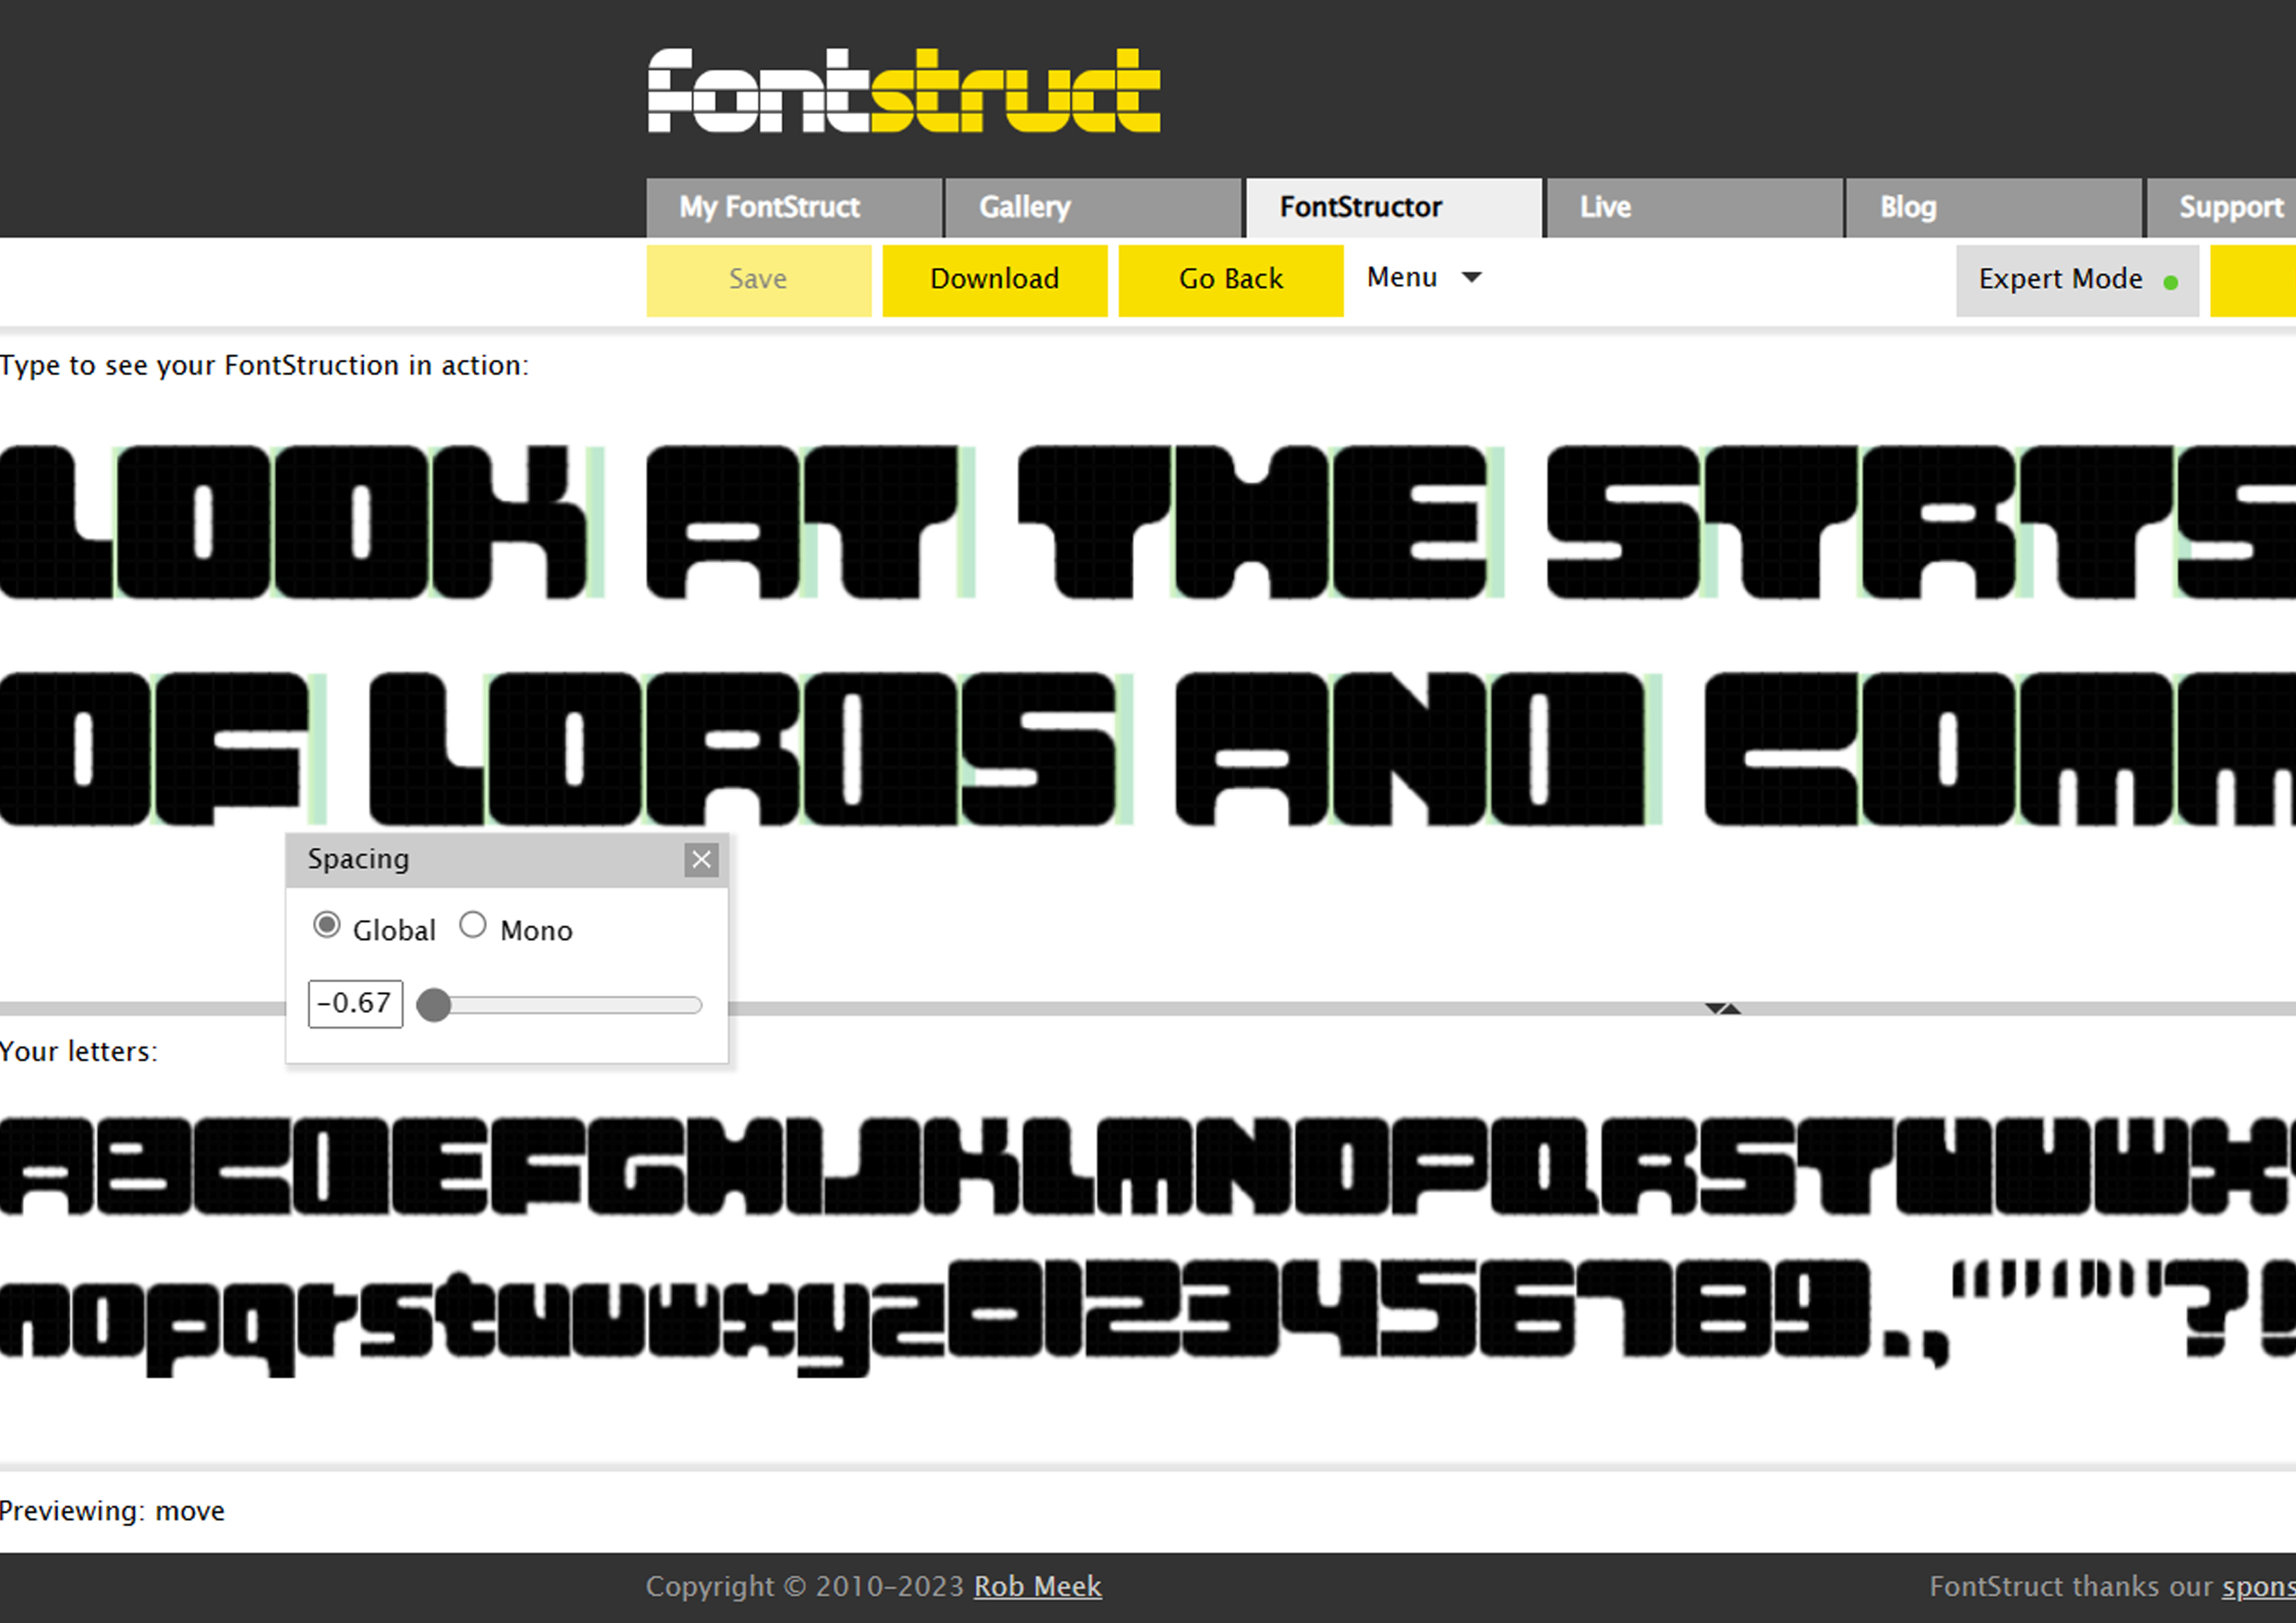 fontstruct
My FontStruct Gallery FontStructor Live Blog Support
Save Download Go Back Menu Expert Mode
Type to see your FontStruction in action:
LOOK AT THE STRTS
OF LORDS AND COMM
Spacing
Global Mono
-0.67
Your letters:
ABCDEFGHIJKLMNOPQRSTUVWX
nopqrstuvwxyz0123456789.,
Previewing: move
Copyright © 2010-2023 Rob Meek
FontStruct thanks our spons